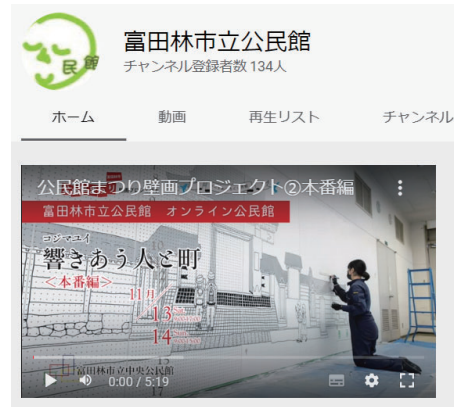 民館
富田林市立公民館
チャンネル登録者数 134人
ホーム 動画 再生リスト チャンネル
公民館まつり壁画プロジェクト②本番編
富田林市立公民館 オンライン公民館
コジマユイ
響きあう人と町
<本番編>
11月
13
14
富田林市立中央公民館
0:00 / 5:19